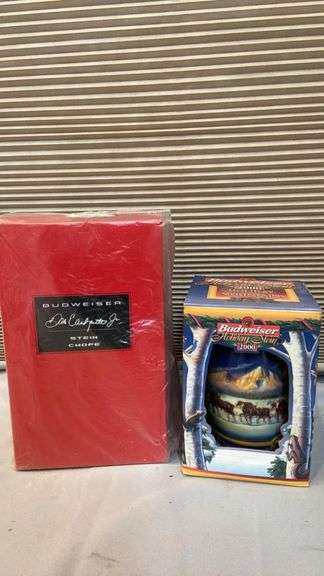 BUDWEISER
Dale Earnhardt Jr.
STEIN
CHOPE
Budweiser
Holiday Stein
2000